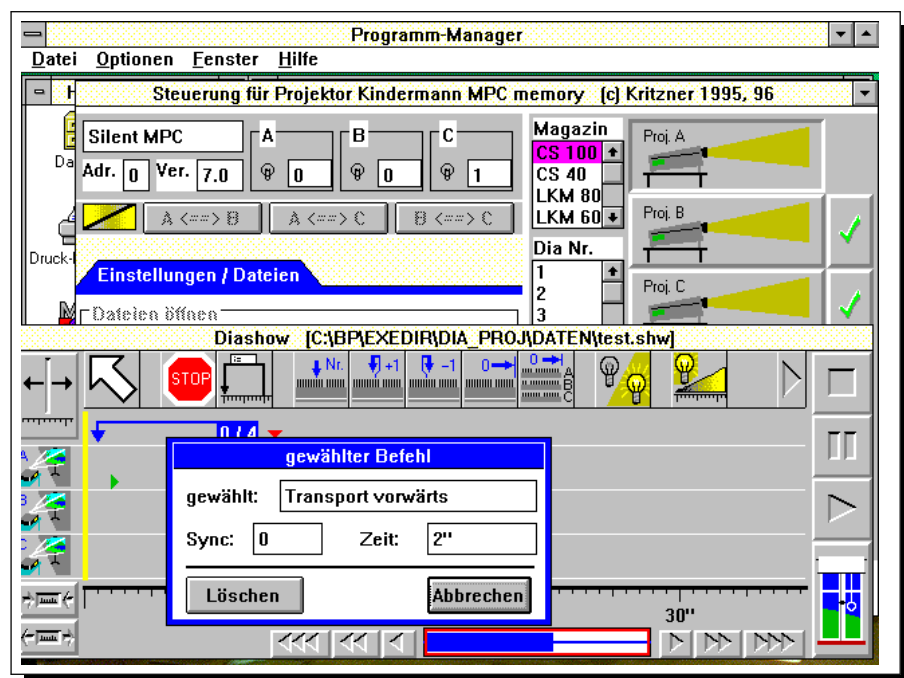 Programm-Manager
Datei Optionen Fenster Hilfe
H
Steuerung für Projektor Kindermann MPC memory (c) Kritzner 1995, 96
Silent MPC
A
B
C
Magazin
Proj. A
Da
Adr. 0 Ver. 7.0
0
0
1
CS 100
CS 40
LKM 80
LKM 60
A <==> B
A <==> C
B <==> C
Proj. B
Druck-
Dia Nr.
1
2
3
Einstellungen / Dateien
Proj. C
Dateien öffnen
Diashow [C:\BP\EXEDIR\DIA_PROJ\DATEN\test.shw]
STOP
Nr.
+1
-1
0
0
A
B
C
0 / 4
A
B
C
gewählter Befehl
gewählt: Transport vorwärts
Sync: 0 Zeit: 2''
Löschen
Abbrechen
30''